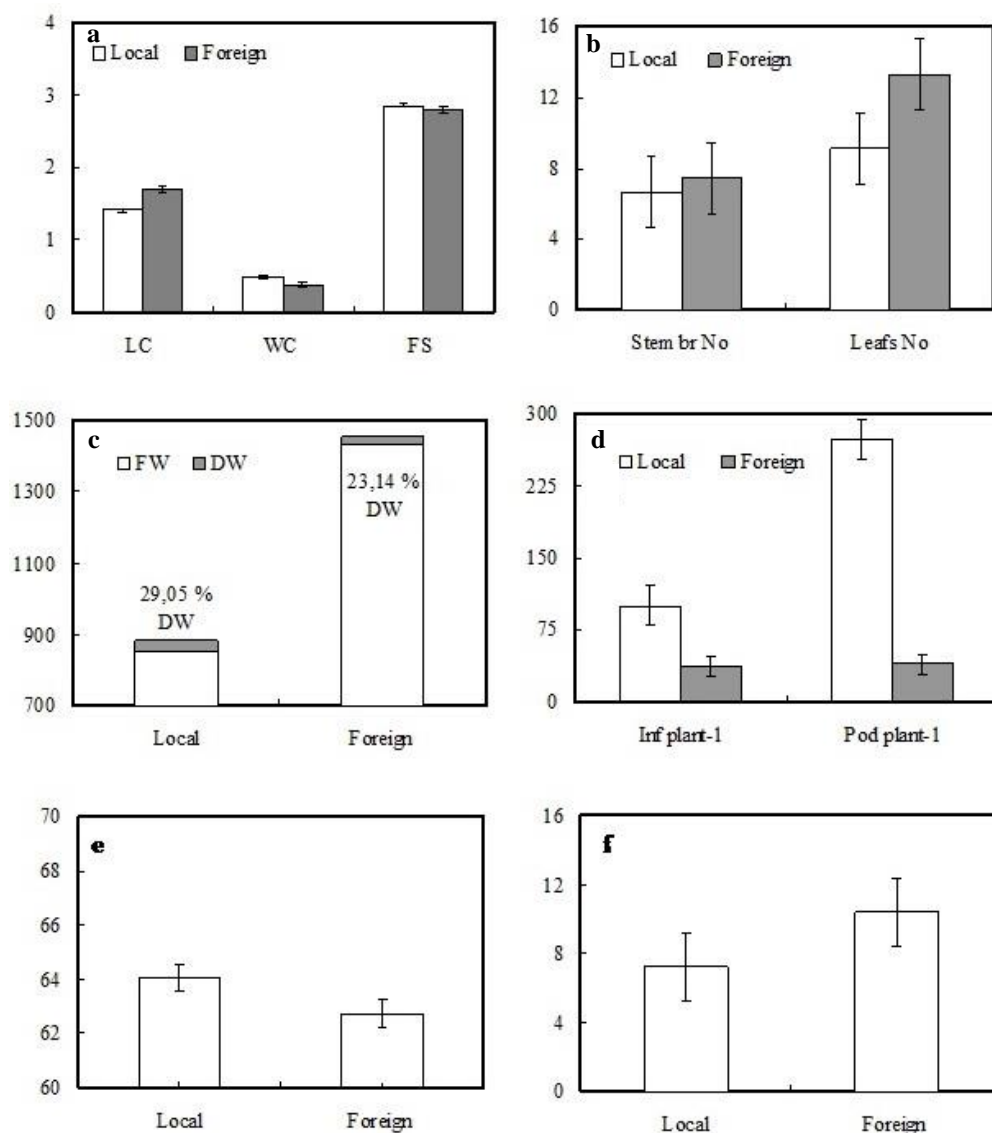 a
Local Foreign
4
3
2
1
0
LC WC FS
b
Local Foreign
16
12
8
4
0
Stem br No Leafs No
c
FW DW
1500
1300
1100
900
700
29,05 %
DW
23,14 %
DW
Local Foreign
d
Local Foreign
300
225
150
75
0
Inf plant-1 Pod plant-1
e
70
68
66
64
62
60
Local Foreign
f
16
12
8
4
0
Local Foreign